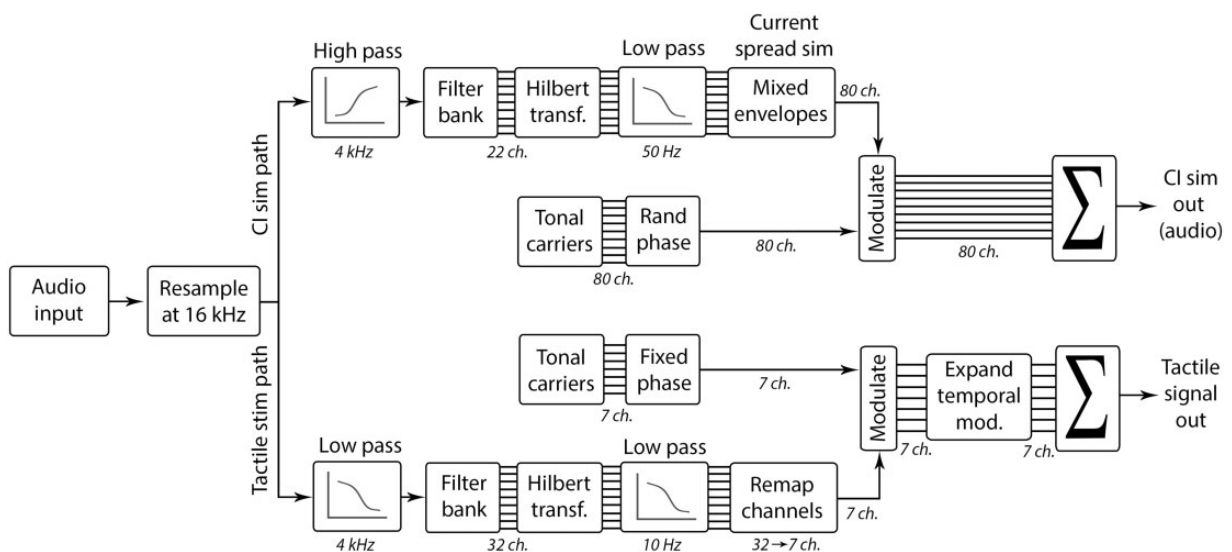 Current
spread sim
High pass
Low pass
Filter
bank
Hilbert
transf.
Mixed
envelopes
80 ch.
4 kHz
22 ch.
50 Hz
CI sim path
Modulate
Σ
CI sim
out
(audio)
Tonal
carriers
Rand
phase
80 ch.
80 ch.
80 ch.
Audio
input
Resample
at 16 kHz
Tactile stim path
Tonal
carriers
Fixed
phase
7 ch.
7 ch.
Modulate
Expand
temporal
mod.
7 ch.
7 ch.
Σ
Tactile
signal
out
Low pass
Low pass
Filter
bank
Hilbert
transf.
Remap
channels
7 ch.
4 kHz
32 ch.
10 Hz
32→7 ch.